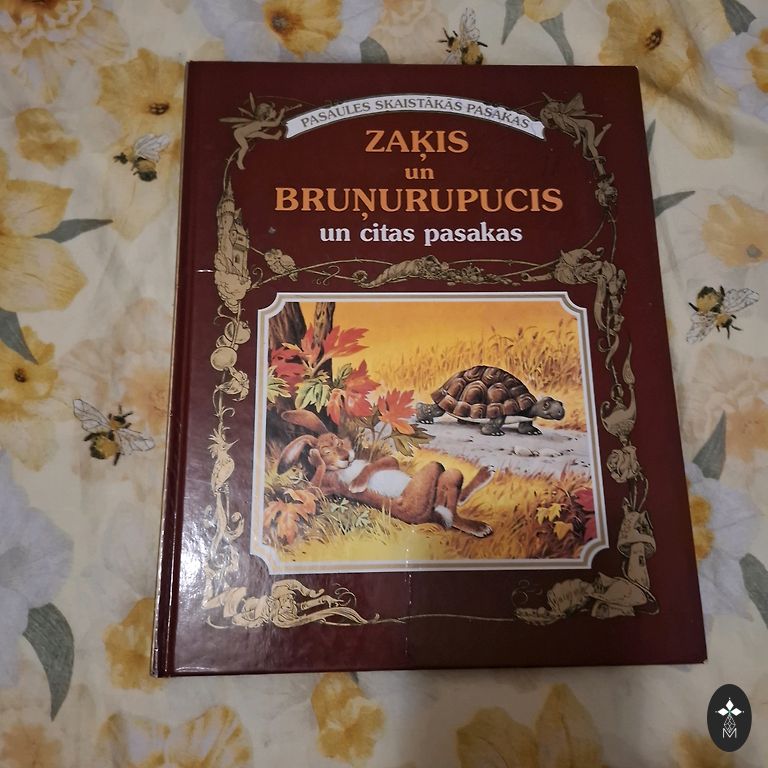 PASAULES SKAISTĀKĀS PASAKAS
ZAĶIS
un
BRUŅURUPUCIS
un citas pasakas
M